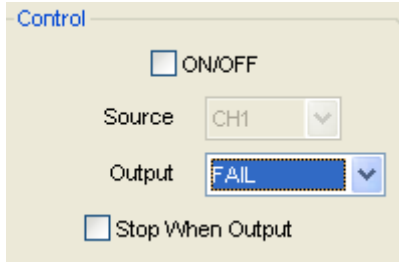 Control
ON/OFF
Source CH1
Output FAIL
Stop When Output